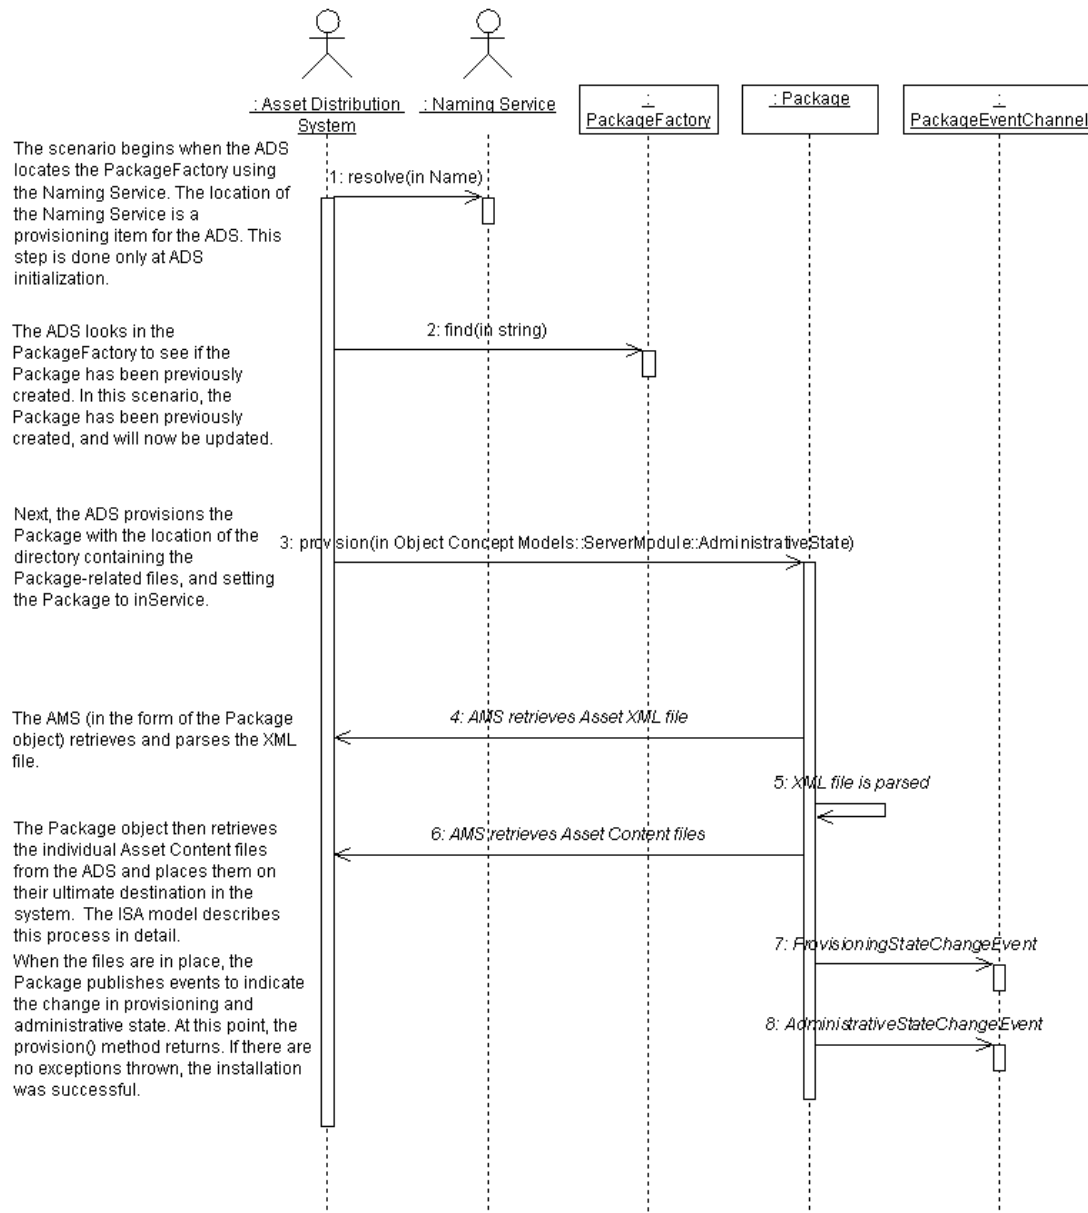 : Asset Distribution
System
: Naming Service
:
PackageFactory
: Package
:
PackageEventChannel
The scenario begins when the ADS
locates the PackageFactory using
the Naming Service. The location of
the Naming Service is a
provisioning item for the ADS. This
step is done only at ADS
initialization.
1: resolve(in Name)
The ADS looks in the
PackageFactory to see if the
Package has been previously
created. In this scenario, the
Package has been previously
created, and will now be updated.
2: find(in string)
Next, the ADS provisions the
Package with the location of the
directory containing the
Package-related files, and setting
the Package to inService.
3: provision(in Object Concept Models::ServerModule::AdministrativeState)
The AMS (in the form of the Package
object) retrieves and parses the XML
file.
4: AMS retrieves Asset XML file
5: XML file is parsed
The Package object then retrieves
the individual Asset Content files
from the ADS and places them on
their ultimate destination in the
system.  The ISA model describes
this process in detail.
6: AMS retrieves Asset Content files
When the files are in place, the
Package publishes events to indicate
the change in provisioning and
administrative state. At this point, the
provision() method returns. If there are
no exceptions thrown, the installation
was successful.
7: ProvisioningStateChangeEvent
8: AdministrativeStateChangeEvent